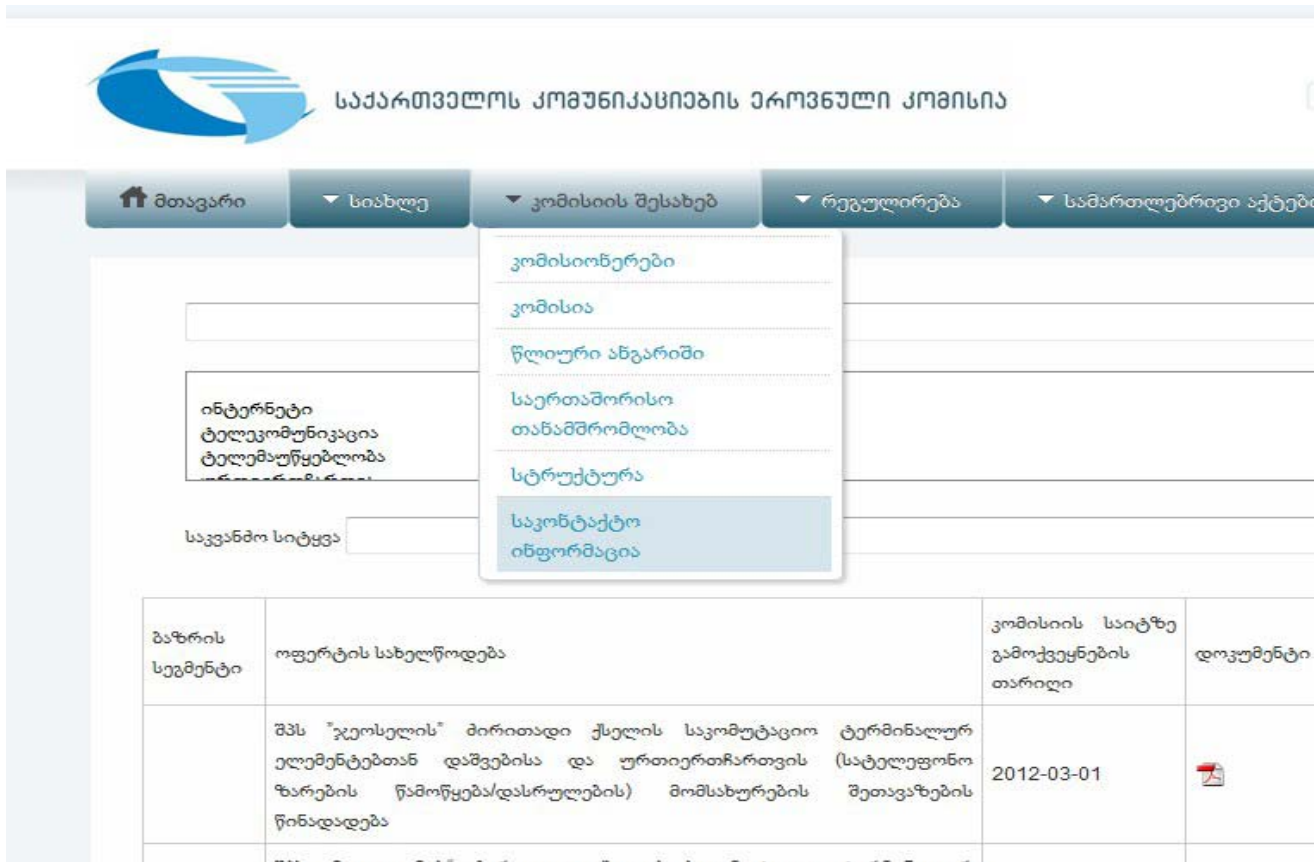 საქართველოს კომუნიკაციების ეროვნული კომისია
მთავარი
სიახლე
კომისიის შესახებ
რეგულირება
სამართლებრივი აქტები
კომისიონერები
კომისია
წლიური ანგარიში
საერთაშორისო
თანამშრომლობა
სტრუქტურა
საკონტაქტო
ინფორმაცია
ინტერნეტი
ტელეკომუნიკაცია
ტელემაუწყებლობა
საკვანძო სიტყვა
ბაზრის
სეგმენტი
ოფერტის სახელწოდება
კომისიის საიტზე
გამოქვეყნების
თარიღი
დოკუმენტი
შპს "ჯეოსელის" ძირითადი ქსელის საკომუტაციო ტერმინალურ
ელემენტებთან დაშვებისა და ურთიერთჩართვის (სატელეფონო
ზარების წამოწყება/დასრულების) მომსახურების შეთავაზების
წინადადება
2012-03-01